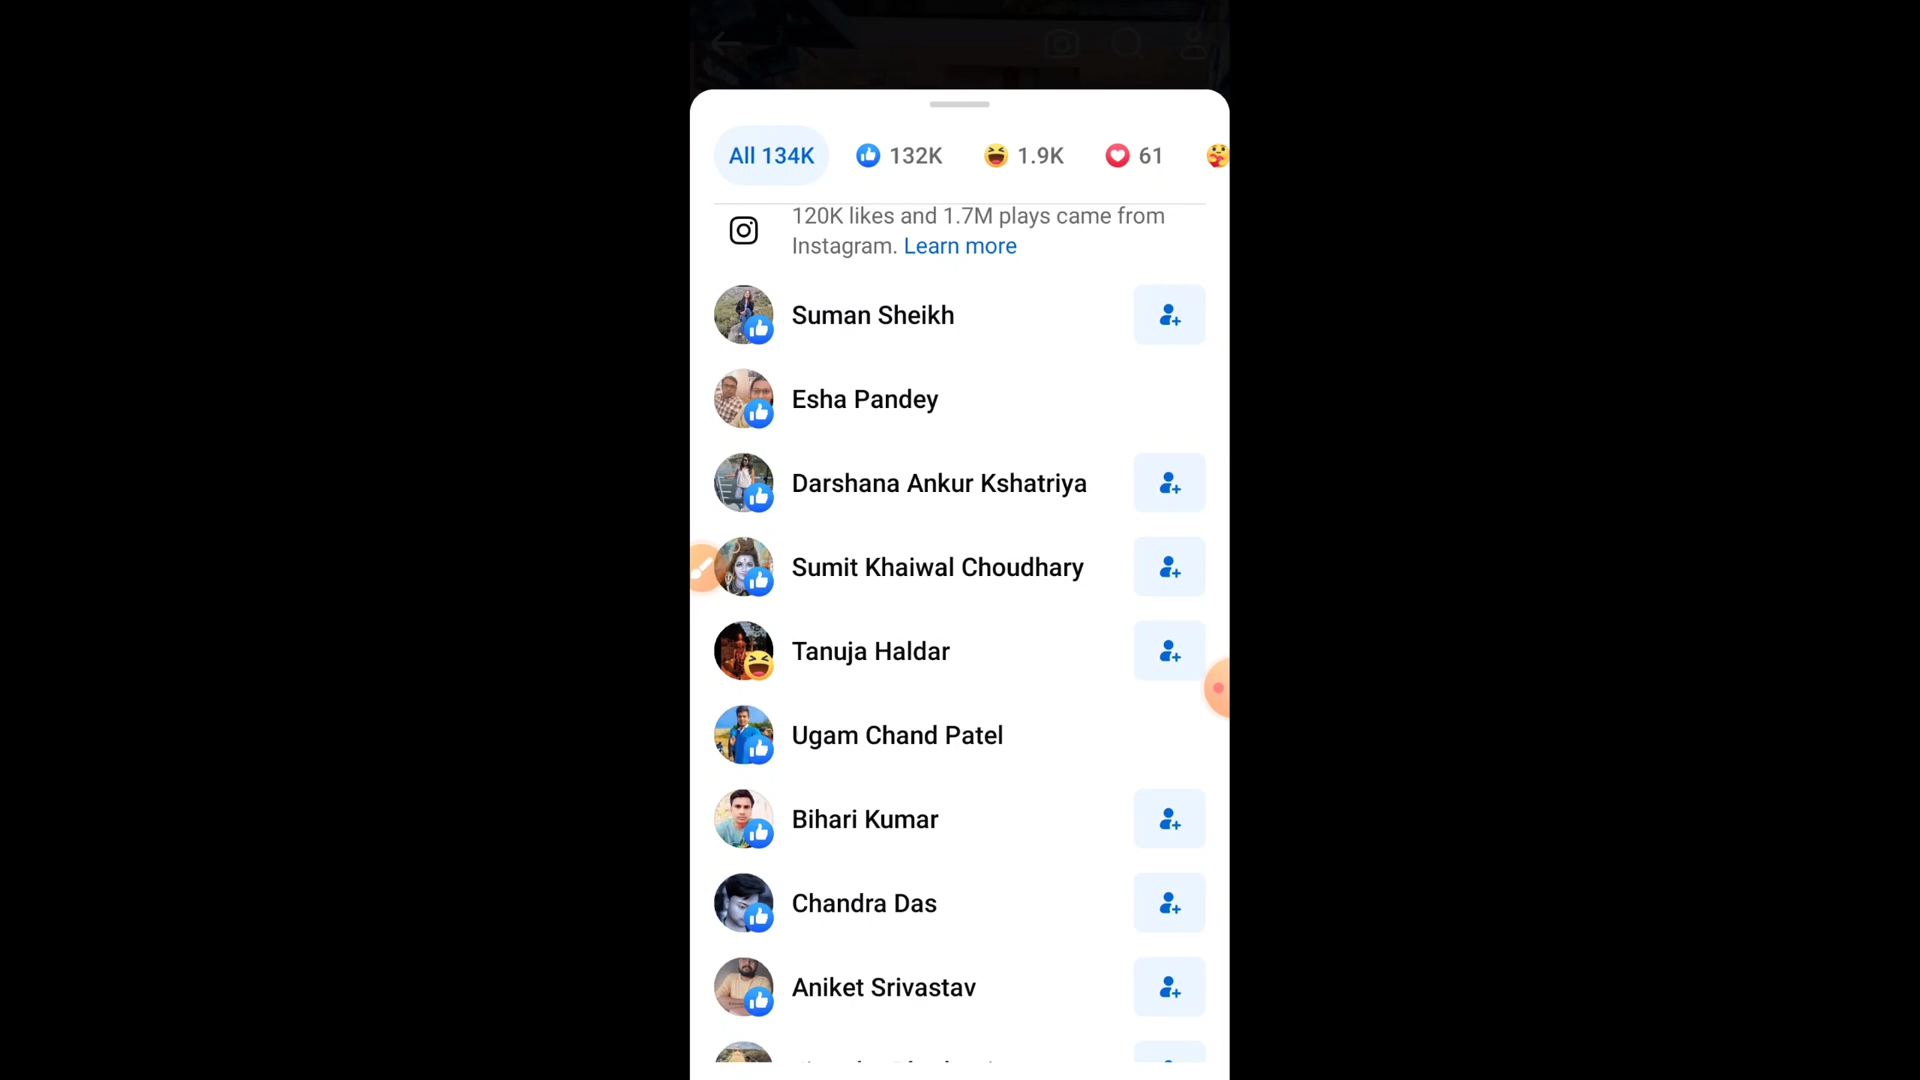 All 134K 132K 1.9K 61
120K likes and 1.7M plays came from
Instagram. Learn more
Suman Sheikh
Esha Pandey
Darshana Ankur Kshatriya
Sumit Khaiwal Choudhary
Tanuja Haldar
Ugam Chand Patel
Bihari Kumar
Chandra Das
Aniket Srivastav